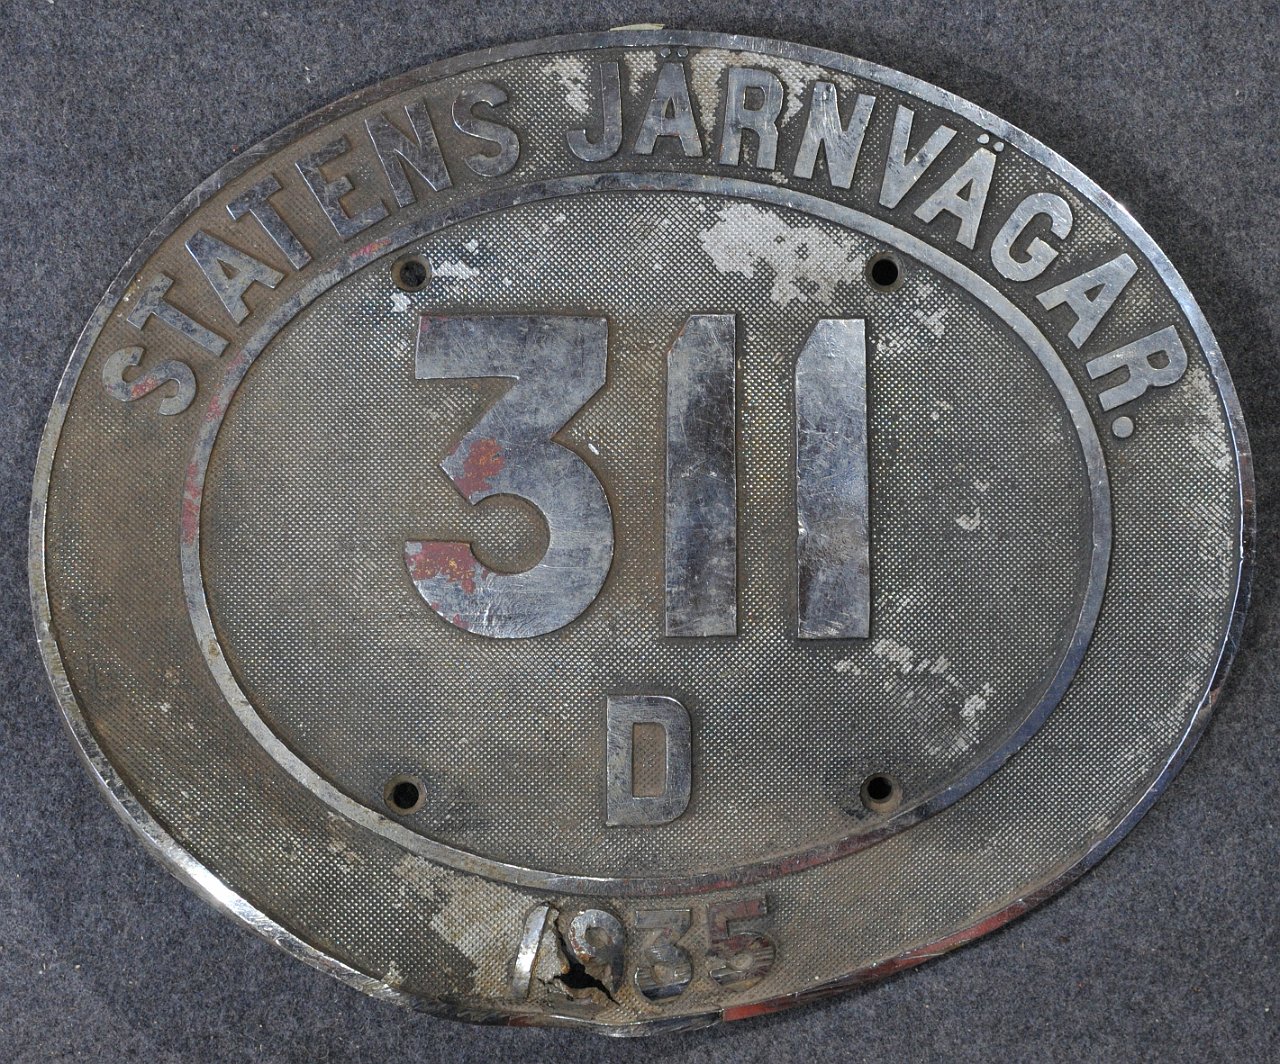 STATENS JÄRNVÄGAR.
311
D
1935